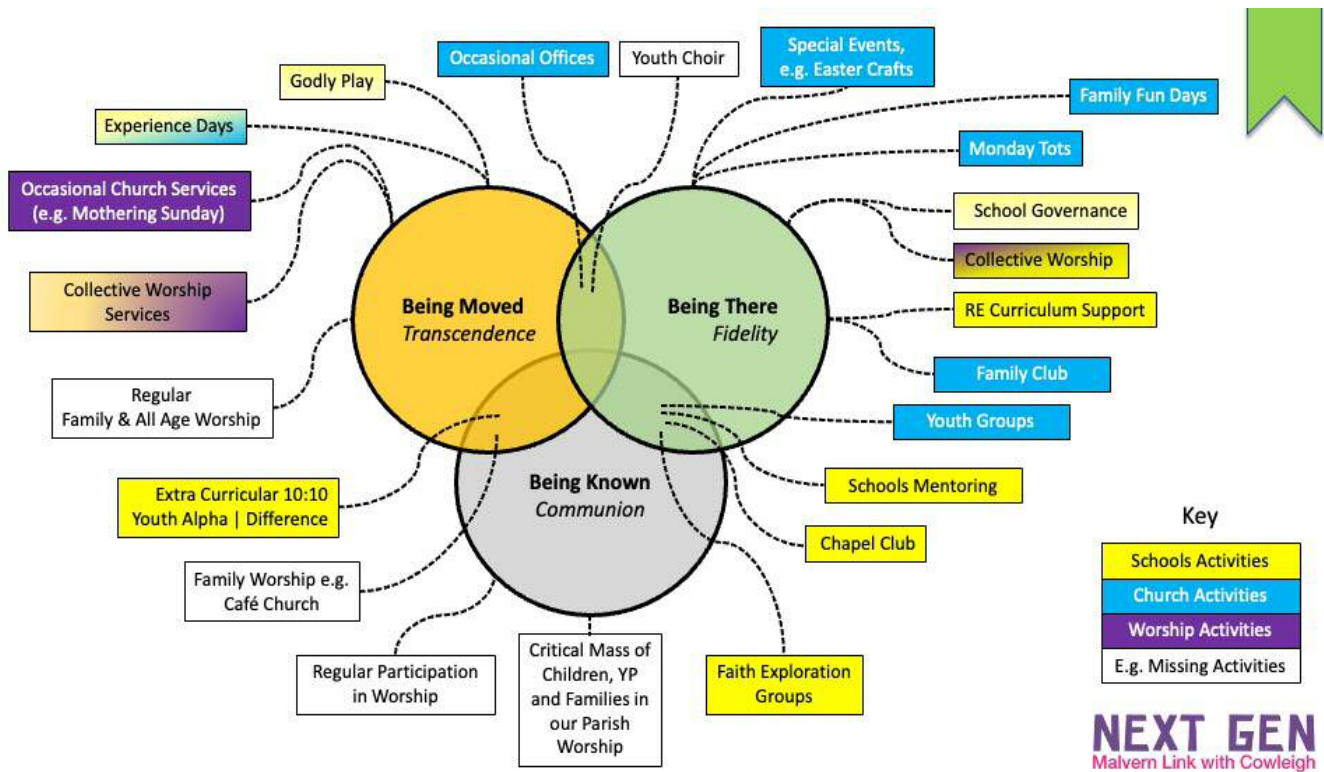 Occasional Offices
Youth Choir
Special Events,
e.g. Easter Crafts
Godly Play
Family Fun Days
Experience Days
Monday Tots
Occasional Church Services
(e.g. Mothering Sunday)
School Governance
Collective Worship
Collective Worship
Services
Being Moved
Transcendence
Being There
Fidelity
RE Curriculum Support
Family Club
Regular
Family & All Age Worship
Youth Groups
Being Known
Communion
Extra Curricular 10:10
Youth Alpha | Difference
Schools Mentoring
Chapel Club
Family Worship e.g.
Café Church
Regular Participation
in Worship
Critical Mass of
Children, YP
and Families in
our Parish
Worship
Faith Exploration
Groups
Key
Schools Activities
Church Activities
Worship Activities
E.g. Missing Activities
NEXT GEN
Malvern Link with Cowleigh